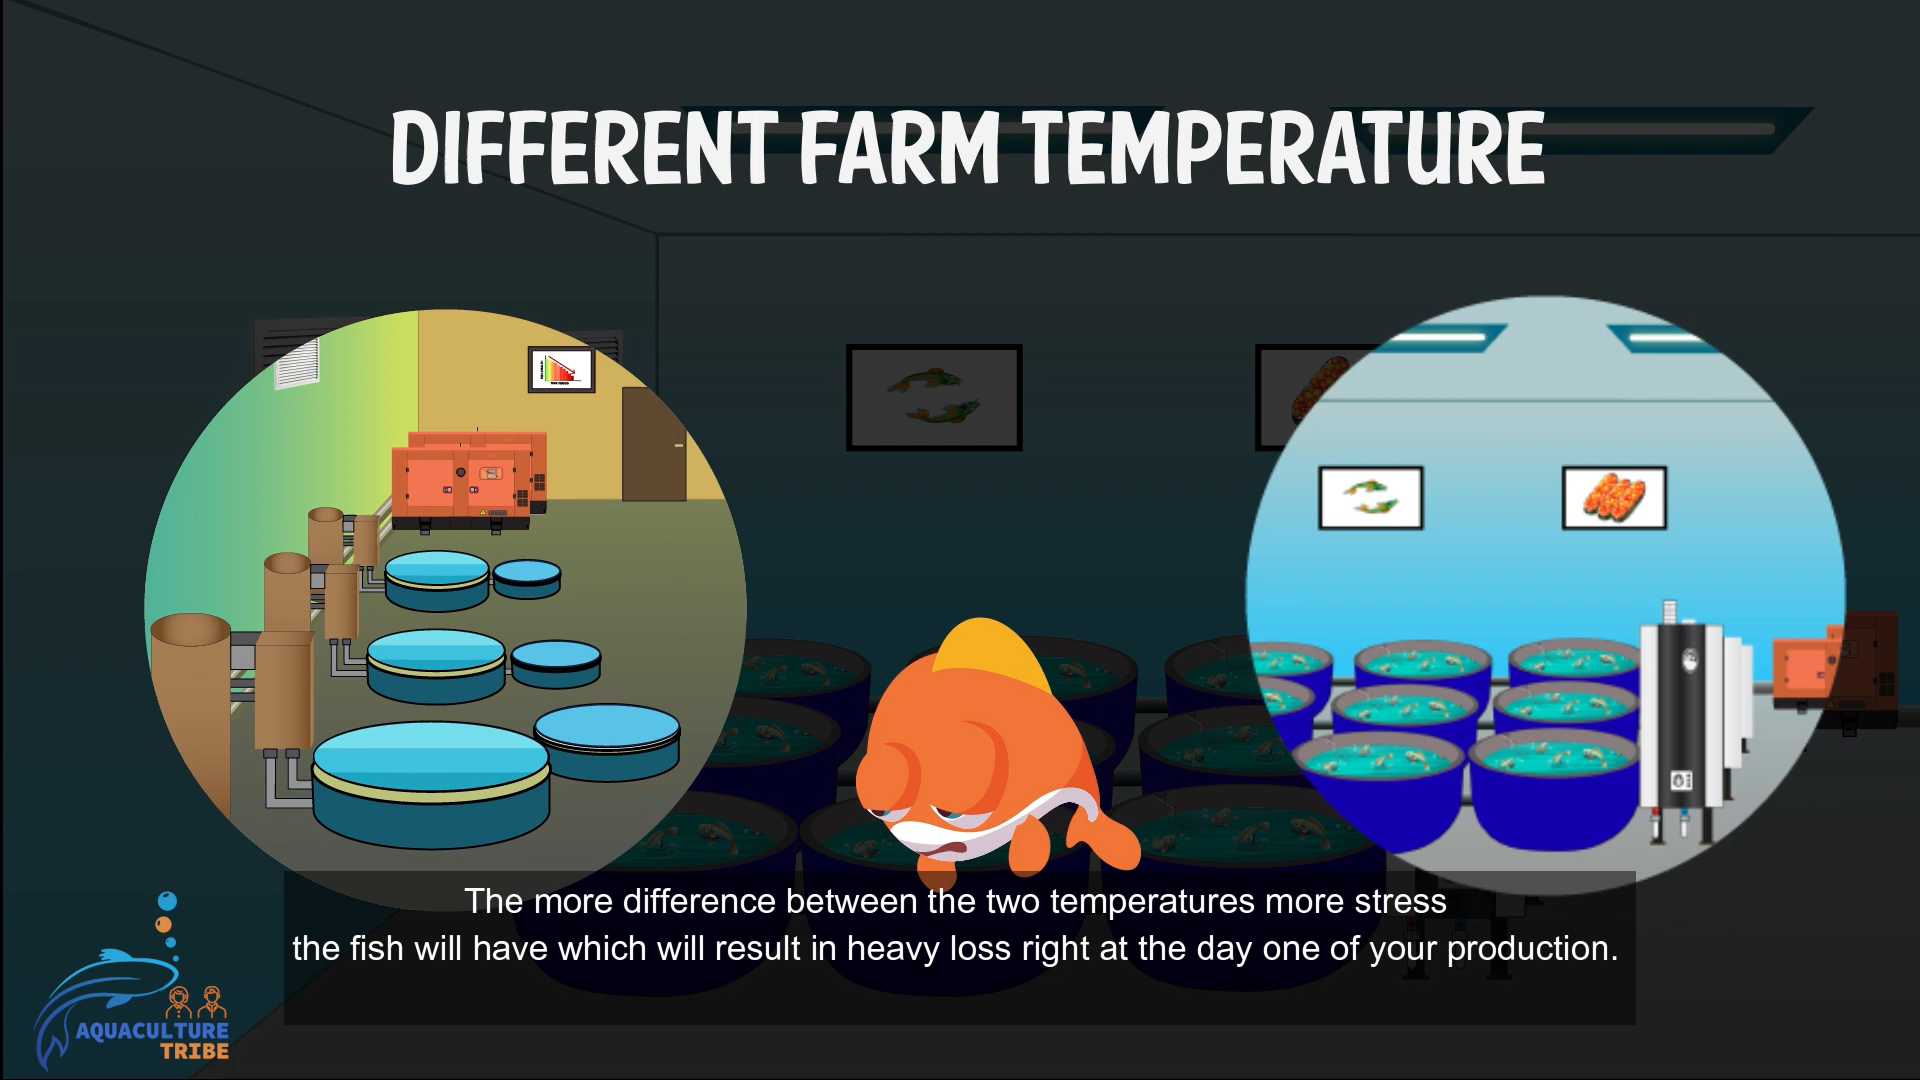 DIFFERENT FARM TEMPERATURE
The more difference between the two temperatures more stress
the fish will have which will result in heavy loss right at the day one of your production.
AQUACULTURE
TRIBE